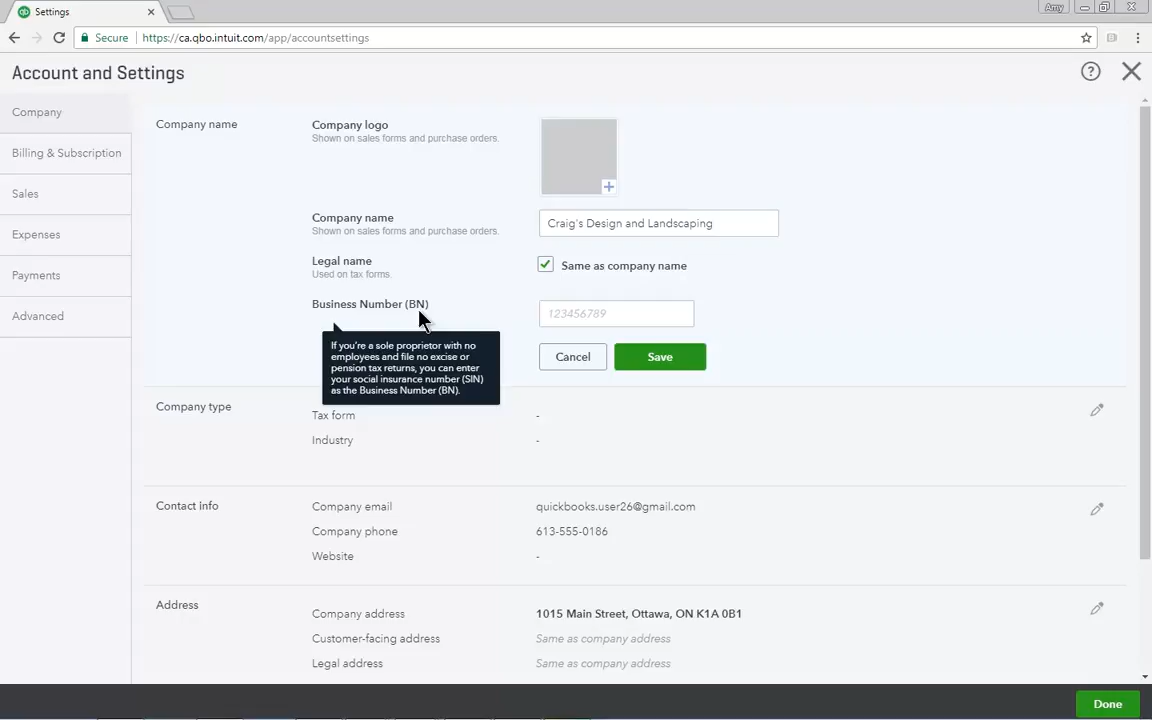 qb Settings
Amy
Secure https://ca.qbo.intuit.com/app/accountsettings
Account and Settings
?
Company
Billing & Subscription
Sales
Expenses
Payments
Advanced
Company name
Company logo
Shown on sales forms and purchase orders.
Company name
Shown on sales forms and purchase orders.
Craig's Design and Landscaping
Legal name
Used on tax forms.
Same as company name
Business Number (BN)
123456789
If you're a sole proprietor with no
employees and file no excise or
pension tax returns, you can enter
your social insurance number (SIN)
as the Business Number (BN).
Cancel
Save
Company type
Tax form -
Industry -
Contact info
Company email quickbooks.user26@gmail.com
Company phone 613-555-0186
Website -
Address
Company address 1015 Main Street, Ottawa, ON K1A 0B1
Customer-facing address Same as company address
Legal address Same as company address
Done